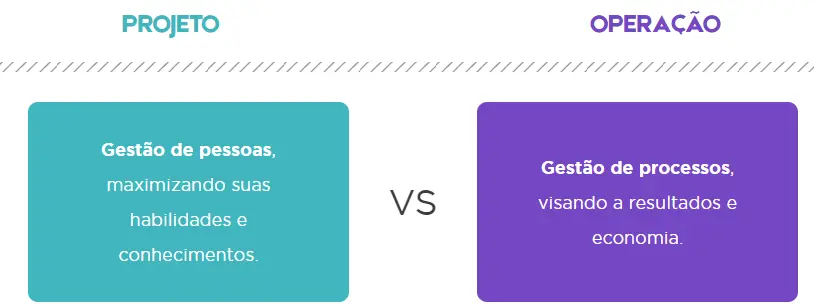 PROJETO
OPERAÇÃO
Gestão de pessoas,
maximizando suas
habilidades e
conhecimentos.
VS
Gestão de processos,
visando a resultados e
economia.